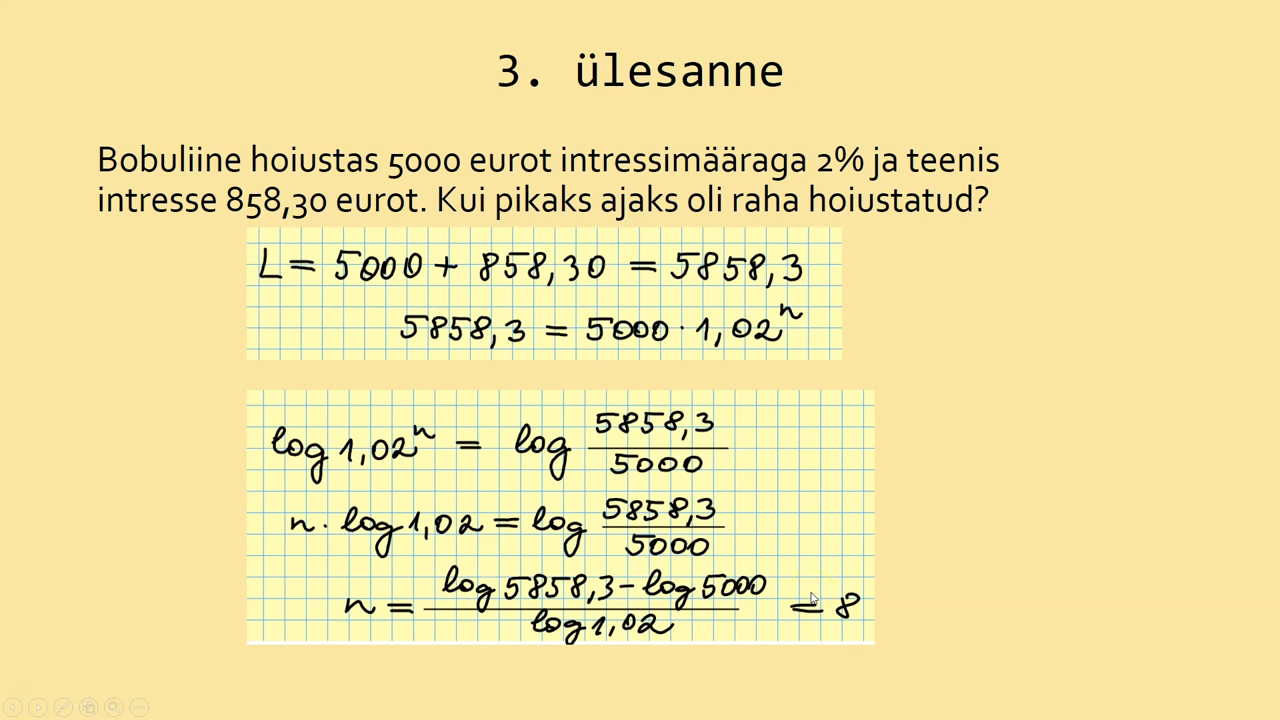 3. ülesanne
Bobuliine hoiustas 5000 eurot intressimääraga 2% ja teenis
intresse 858,30 eurot. Kui pikaks ajaks oli raha hoiustatud?
L = 5000 + 858,30 = 5858,3
5858,3 = 5000 · 1,02ⁿ
log 1,02ⁿ = log 5858,3/5000
n · log 1,02 = log 5858,3/5000
n = (log 5858,3 - log 5000)/log 1,02 = 8